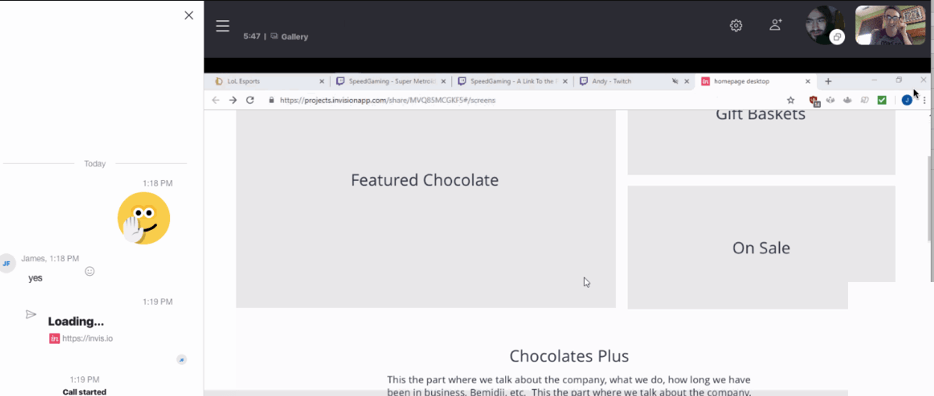 Today
1:18 PM
JF
James, 1:18 PM
yes
1:19 PM
Loading...
in https://invis.io
1:19 PM
Call started
5:47 | Gallery
LoL Esports
SpeedGaming - Super Metroi
SpeedGaming - A Link To the
Andy - Twitch
in homepage desktop
https://projects.invisionapp.com/share/MVQ8SMCGKF5#/screens
J
Gift Baskets
Featured Chocolate
On Sale
Chocolates Plus
This the part where we talk about the company, what we do, how long we have
been in business, Bemidji, etc. This the part where we talk about the company,